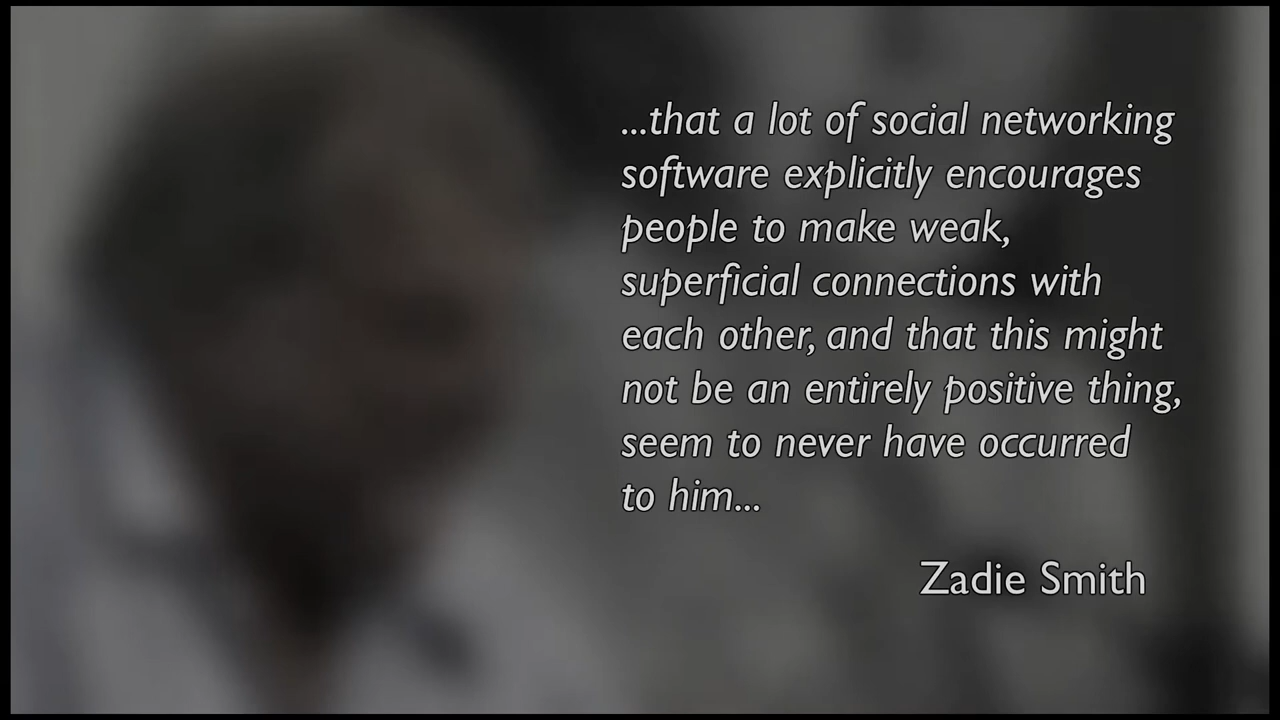 ...that a lot of social networking
software explicitly encourages
people to make weak,
superficial connections with
each other, and that this might
not be an entirely positive thing,
seem to never have occurred
to him...
Zadie Smith